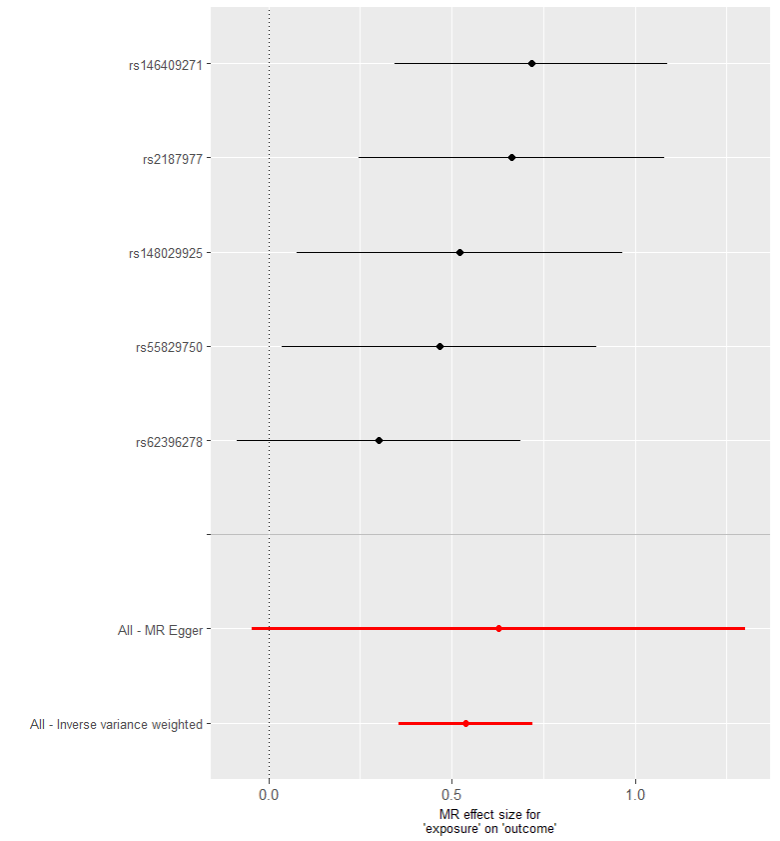 rs146409271
rs2187977
rs148029925
rs55829750
rs62396278
All - MR Egger
All - Inverse variance weighted
0.0 0.5 1.0
MR effect size for
'exposure' on 'outcome'